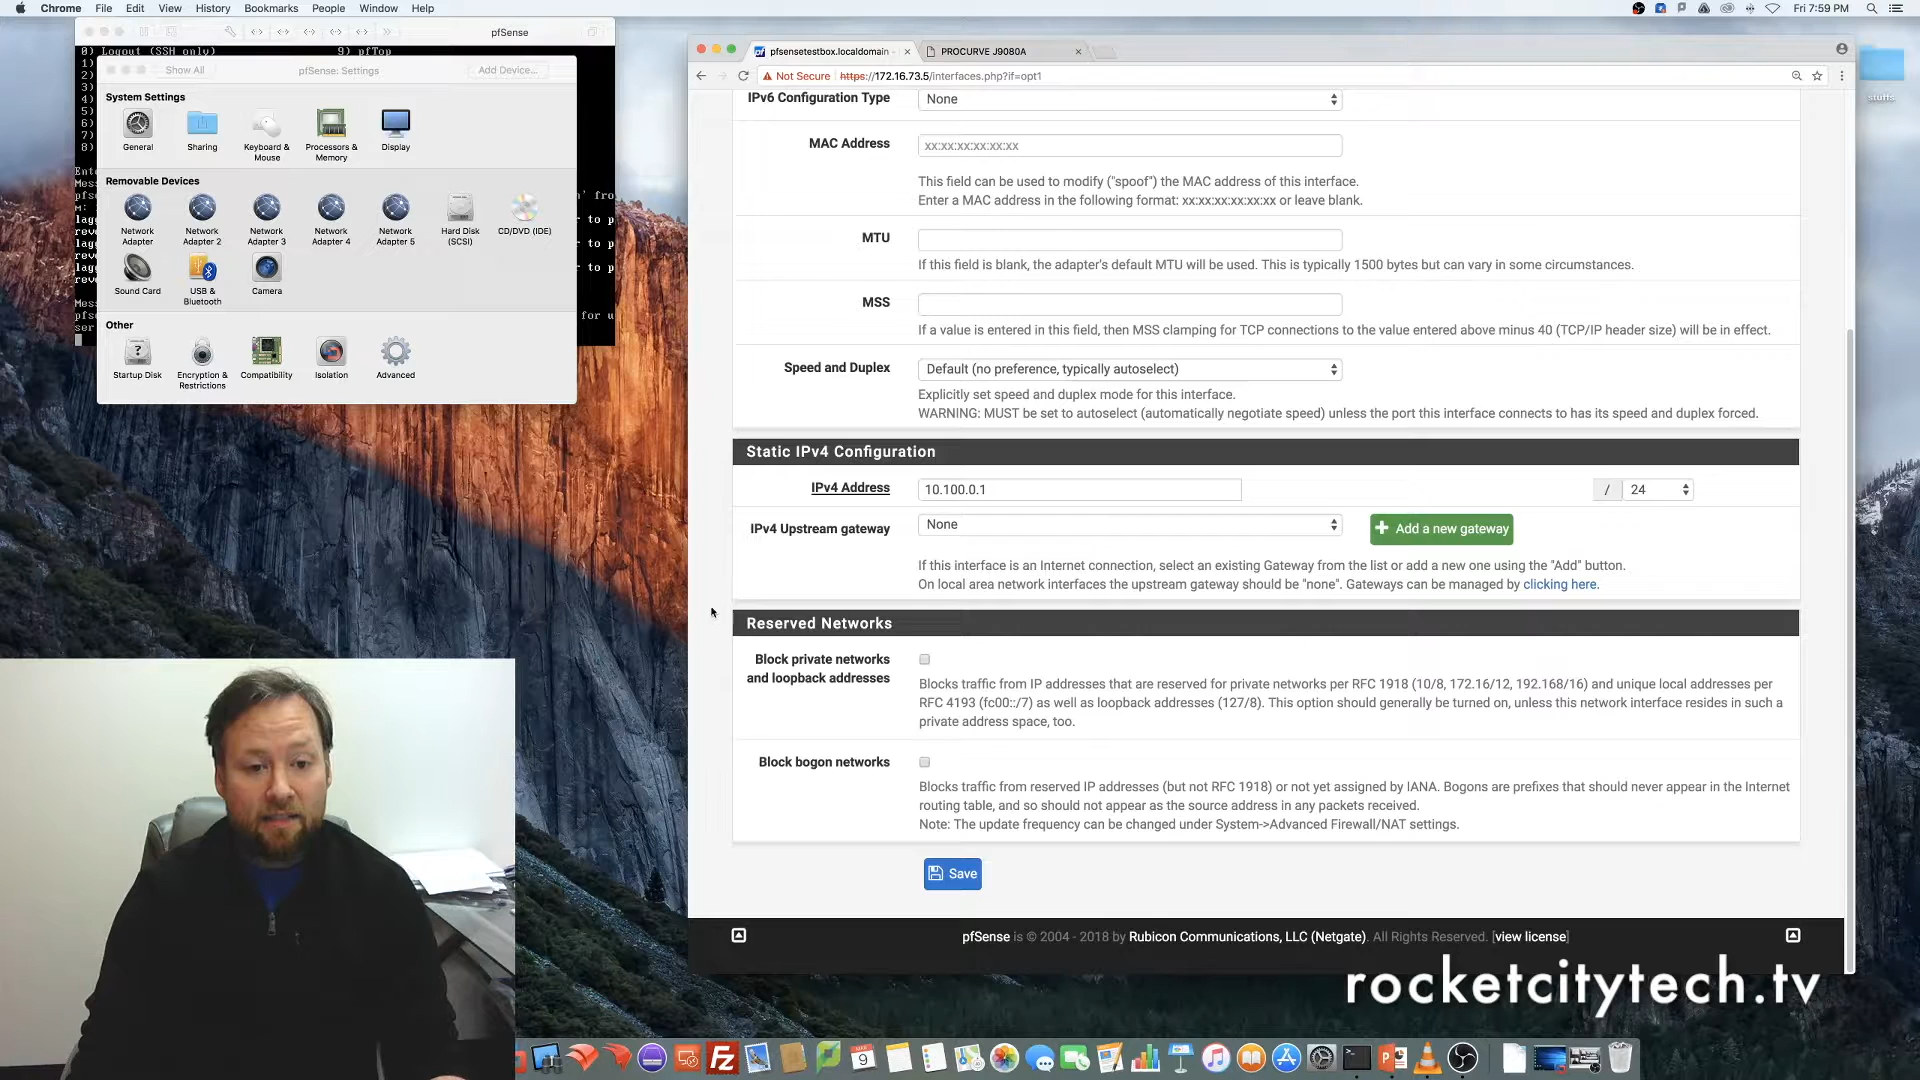 Chrome File Edit View History Bookmarks People Window Help
Fri 7:59 PM
pfSense
0) Logout (SSH only) 9) pfTop
1)
2)
3)
4)
5)
6)
7)
8)
Show All pfSense: Settings Add Device...
System Settings
General Sharing Keyboard & Mouse Processors & Memory Display
Removable Devices
Network Adapter Network Adapter 2 Network Adapter 3 Network Adapter 4 Network Adapter 5 Hard Disk (SCSI) CD/DVD (IDE)
Sound Card USB & Bluetooth Camera
Other
Startup Disk Encryption & Restrictions Compatibility Isolation Advanced
pfsensetestbox.localdomain - PROCURVE J9080A
Not Secure https://172.16.73.5/interfaces.php?if=opt1
stuffs
IPv6 Configuration Type None
MAC Address xx:xx:xx:xx:xx:xx
This field can be used to modify ("spoof") the MAC address of this interface.
Enter a MAC address in the following format: xx:xx:xx:xx:xx:xx or leave blank.
MTU
If this field is blank, the adapter's default MTU will be used. This is typically 1500 bytes but can vary in some circumstances.
MSS
If a value is entered in this field, then MSS clamping for TCP connections to the value entered above minus 40 (TCP/IP header size) will be in effect.
Speed and Duplex Default (no preference, typically autoselect)
Explicitly set speed and duplex mode for this interface.
WARNING: MUST be set to autoselect (automatically negotiate speed) unless the port this interface connects to has its speed and duplex forced.
Static IPv4 Configuration
IPv4 Address 10.100.0.1 / 24
IPv4 Upstream gateway None Add a new gateway
If this interface is an Internet connection, select an existing Gateway from the list or add a new one using the "Add" button.
On local area network interfaces the upstream gateway should be "none". Gateways can be managed by clicking here.
Reserved Networks
Block private networks
and loopback addresses
Blocks traffic from IP addresses that are reserved for private networks per RFC 1918 (10/8, 172.16/12, 192.168/16) and unique local addresses per
RFC 4193 (fc00::/7) as well as loopback addresses (127/8). This option should generally be turned on, unless this network interface resides in such a
private address space, too.
Block bogon networks
Blocks traffic from reserved IP addresses (but not RFC 1918) or not yet assigned by IANA. Bogons are prefixes that should never appear in the Internet
routing table, and so should not appear as the source address in any packets received.
Note: The update frequency can be changed under System->Advanced Firewall/NAT settings.
Save
pfSense is © 2004 - 2018 by Rubicon Communications, LLC (Netgate). All Rights Reserved. [view license]
rocketcitytech.tv